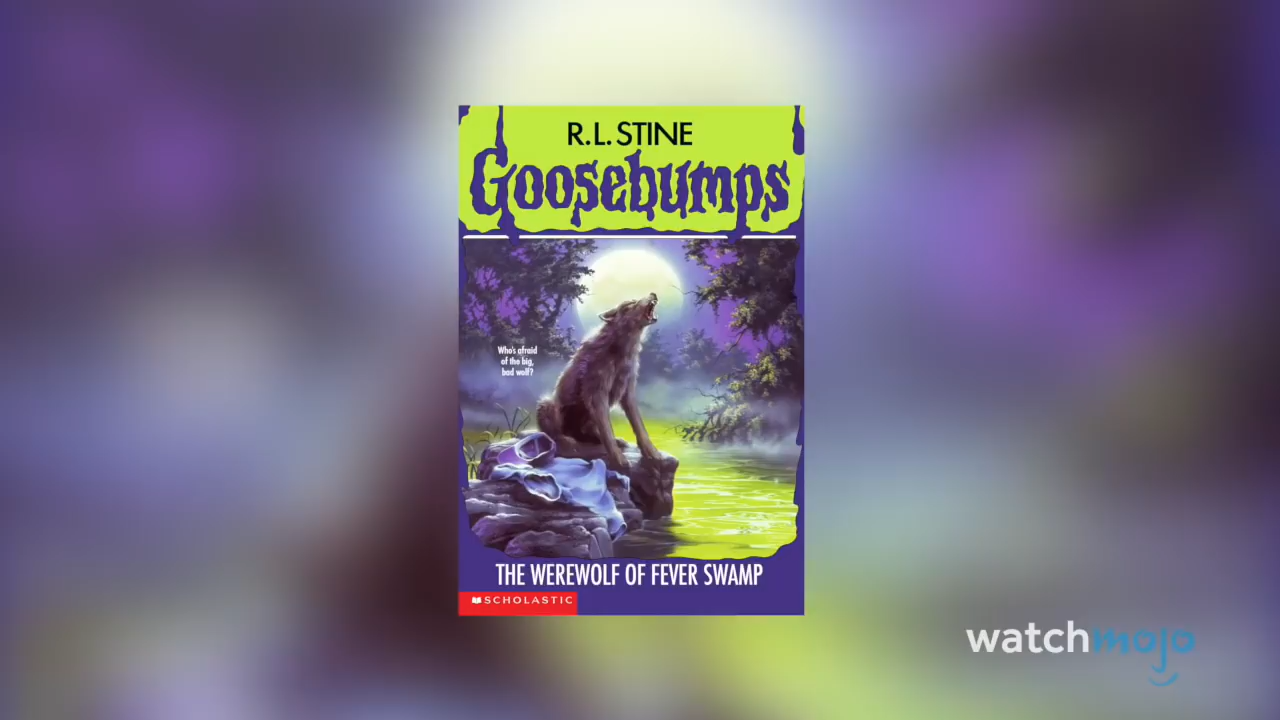 R.L. STINE
Goosebumps
Who's afraid
of the big,
bad wolf?
THE WEREWOLF OF FEVER SWAMP
SCHOLASTIC
watchmojo